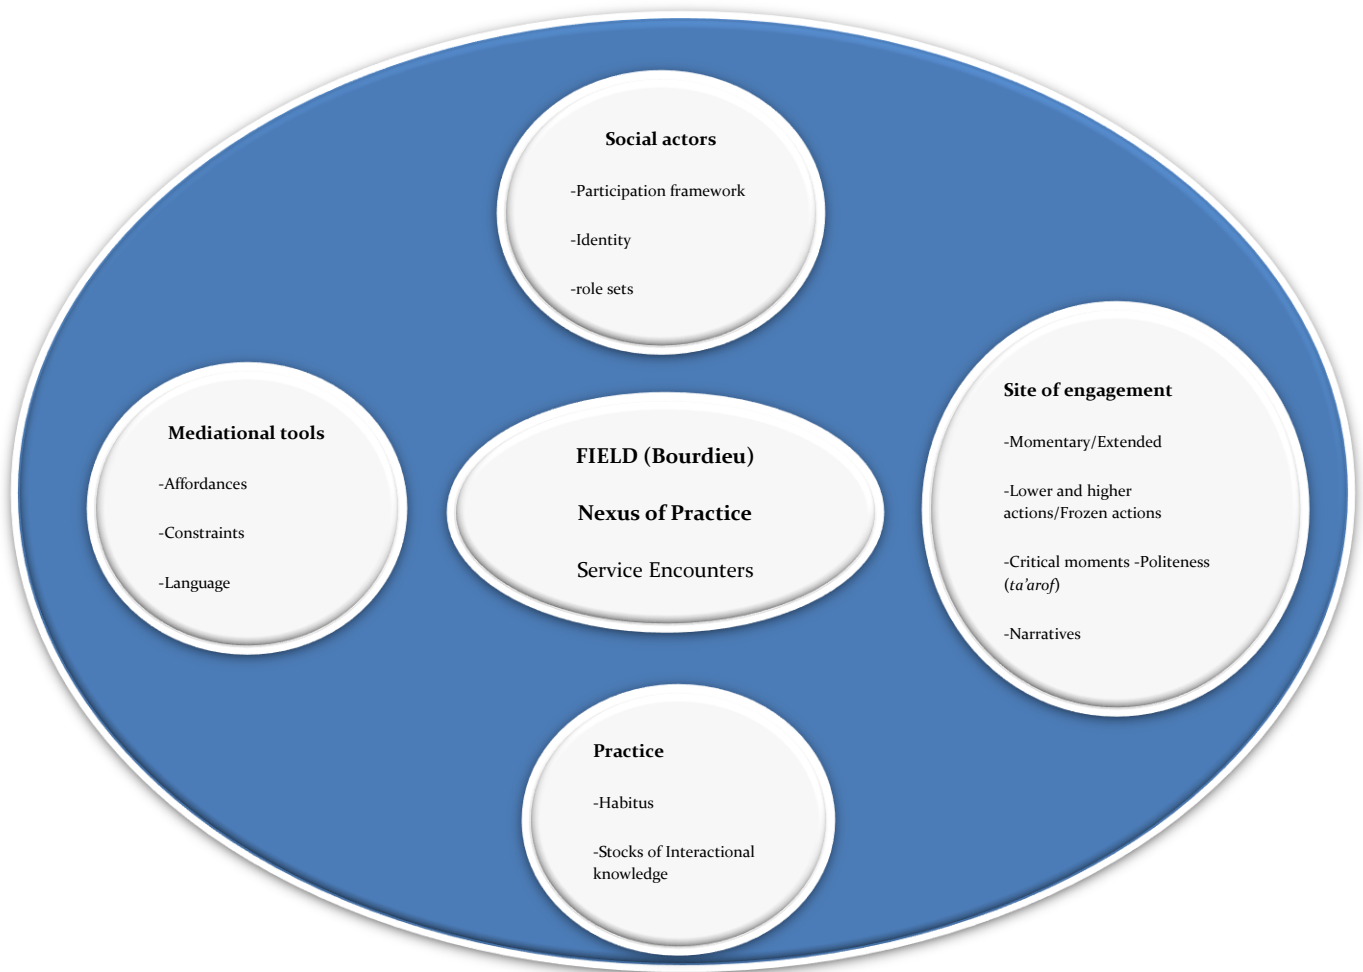 Social actors
-Participation framework
-Identity
-role sets
Mediational tools
-Affordances
-Constraints
-Language
FIELD (Bourdieu)
Nexus of Practice
Service Encounters
Site of engagement
-Momentary/Extended
-Lower and higher
actions/Frozen actions
-Critical moments -Politeness
(ta’arof)
-Narratives
Practice
-Habitus
-Stocks of Interactional
knowledge